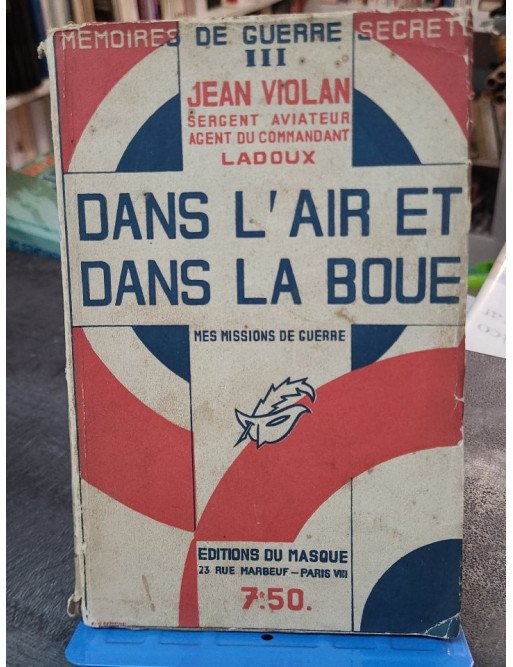 MÉMOIRES DE GUERRE SECRÈTE
III
JEAN VIOLAN
SERGENT AVIATEUR
AGENT DU COMMANDANT
LADOUX
DANS L'AIR ET
DANS LA BOUE
MES MISSIONS DE GUERRE
EDITIONS DU MASQUE
23 RUE MARBEUF — PARIS VIII
7f:50.